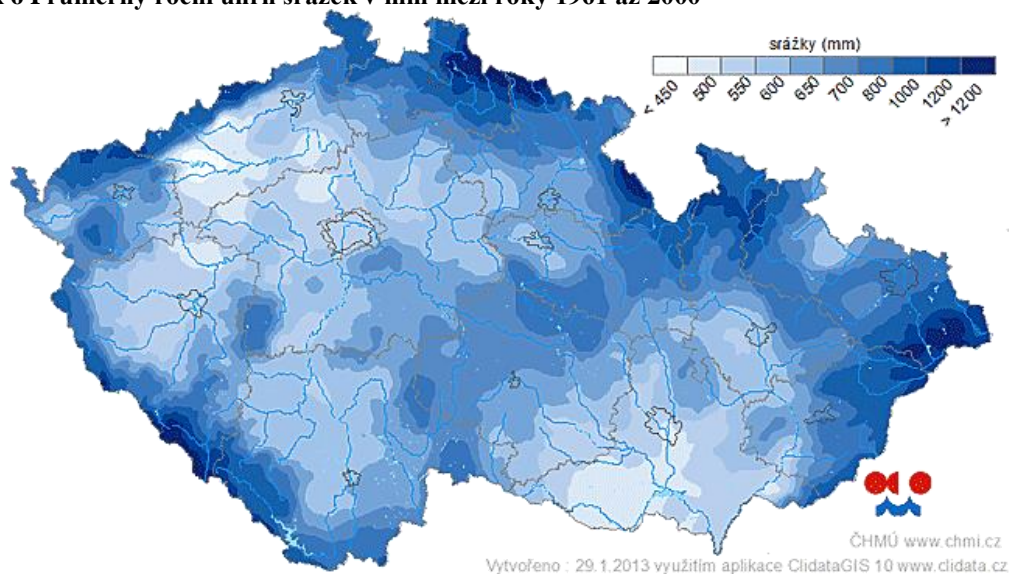 6 Průměrný roční úhrn srážek v mm mezi roky 1961 až 2000
srážky (mm)
< 450 500 550 600 650 700 800 1000 1200 > 1200
ČHMÚ www.chmi.cz
Vytvořeno : 29.1.2013 využitím aplikace ClidataGIS 10 www.clidata.cz